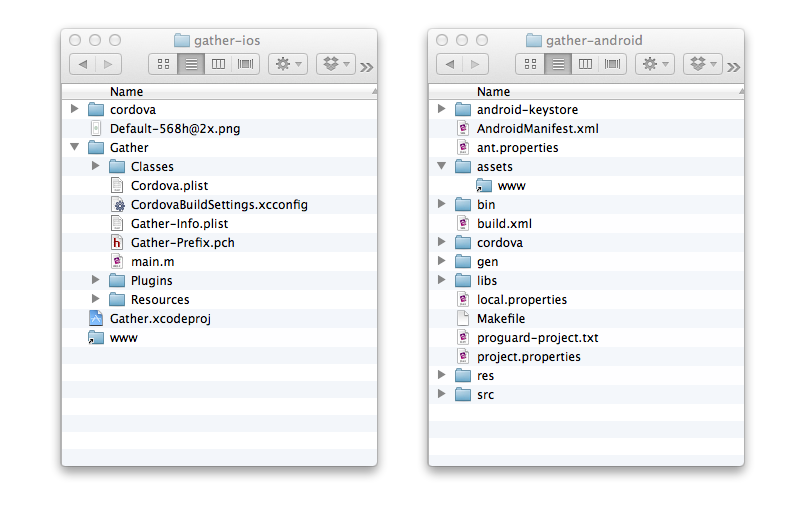 gather-ios
Name
cordova
Default-568h@2x.png
Gather
Classes
Cordova.plist
CordovaBuildSettings.xcconfig
Gather-Info.plist
Gather-Prefix.pch
main.m
Plugins
Resources
Gather.xcodeproj
www
gather-android
Name
android-keystore
AndroidManifest.xml
ant.properties
assets
www
bin
build.xml
cordova
gen
libs
local.properties
Makefile
proguard-project.txt
project.properties
res
src